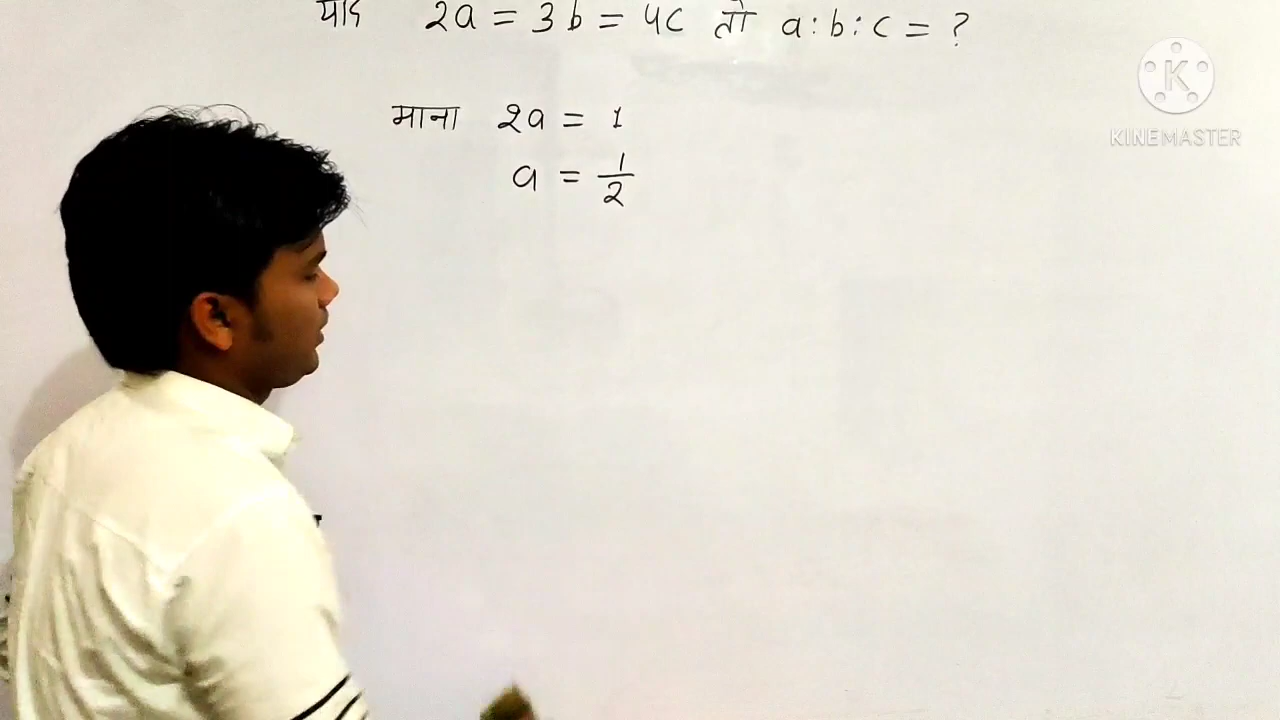 यदि 2a = 3b = 4c तो a:b:c = ?
माना 2a = 1
a = 1/2
K
KINEMASTER